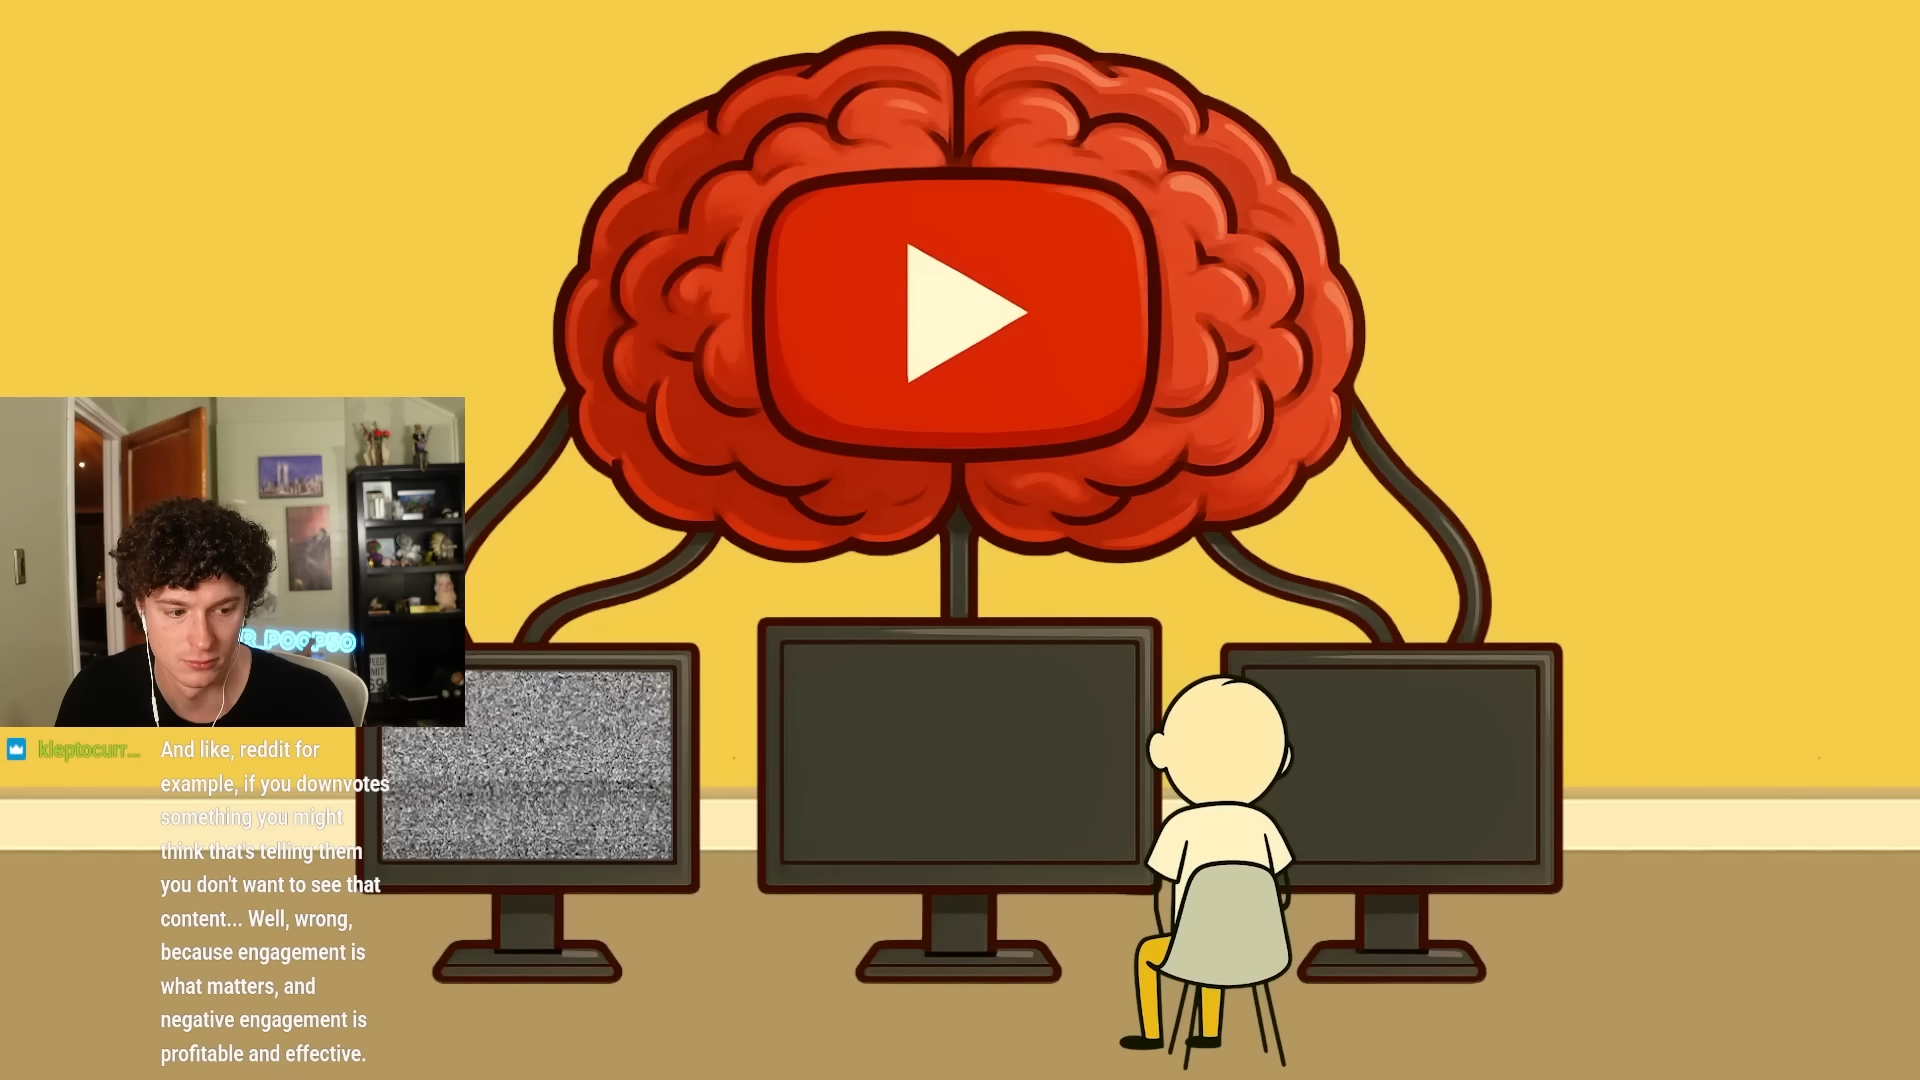 kleptocurr...
And like, reddit for
example, if you downvotes
something you might
think that's telling them
you don't want to see that
content... Well, wrong,
because engagement is
what matters, and
negative engagement is
profitable and effective.